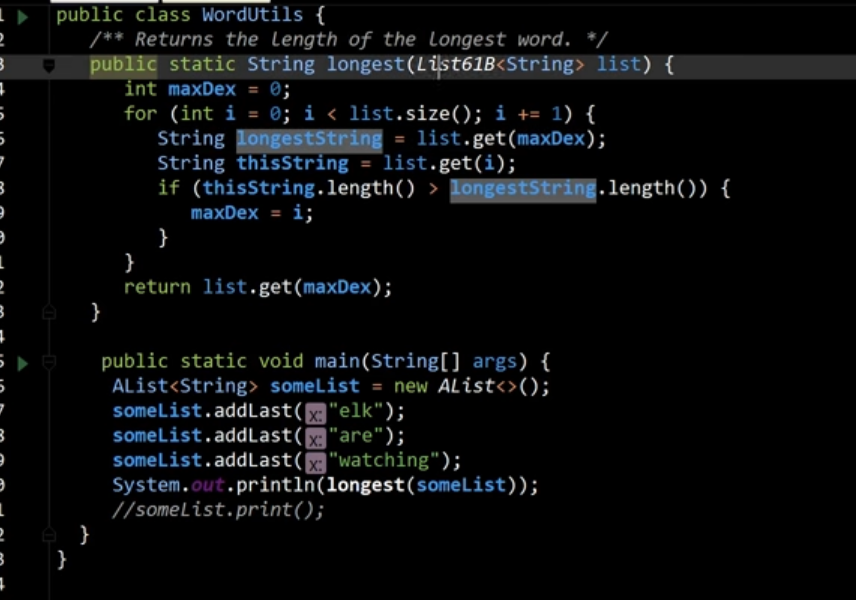 1 public class WordUtils {
2 /** Returns the length of the longest word. */
3 public static String longest(List61B<String> list) {
4 int maxDex = 0;
5 for (int i = 0; i < list.size(); i += 1) {
6 String longestString = list.get(maxDex);
7 String thisString = list.get(i);
8 if (thisString.length() > longestString.length()) {
9 maxDex = i;
0 }
1 }
2 return list.get(maxDex);
3 }
4
5 public static void main(String[] args) {
6 AList<String> someList = new AList<>();
7 someList.addLast( x: "elk");
8 someList.addLast( x: "are");
9 someList.addLast( x: "watching");
0 System.out.println(longest(someList));
1 //someList.print();
2 }
3 }
4